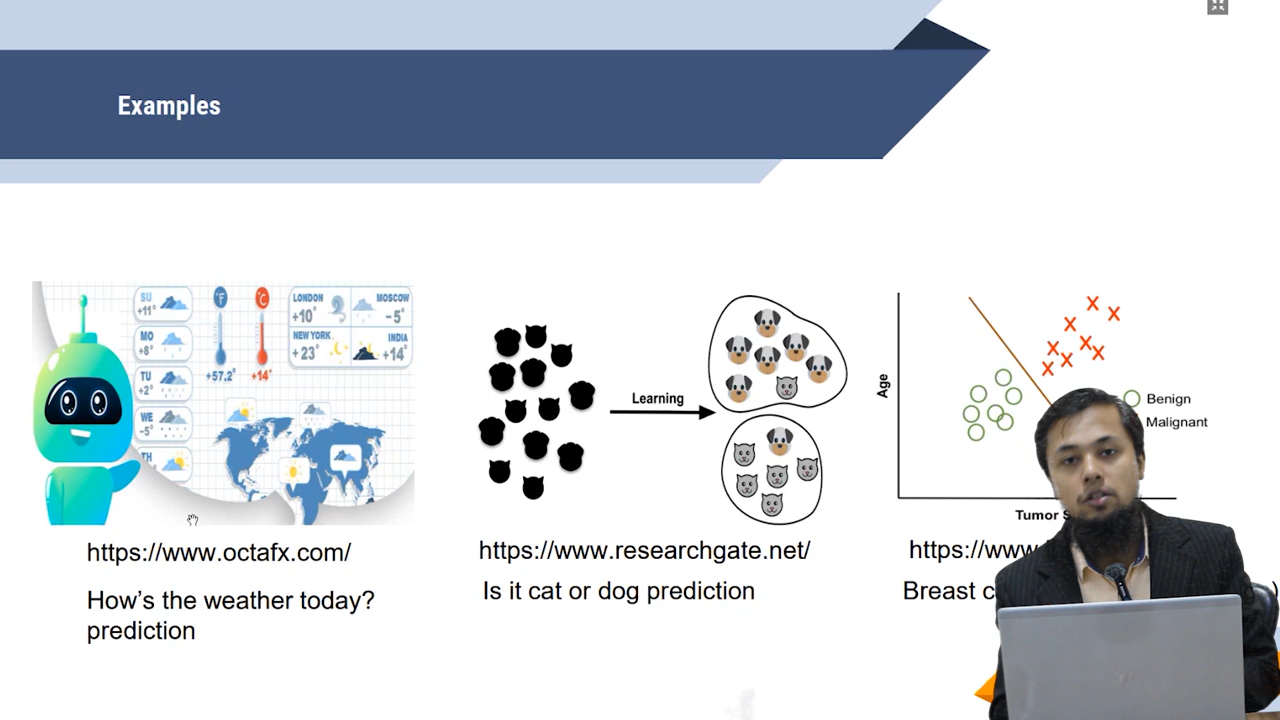 Examples
SU
+11°
MO
+8°
TU
+2°
WE
-5°
TH
°F
°C
+57.2°
+14°
LONDON
+10°
MOSCOW
-5°
NEW YORK
+23°
INDIA
+14°
Learning
Age
Benign
Malignant
Tumor
https://www.octafx.com/
https://www.researchgate.net/
https://www.
How's the weather today?
prediction
Is it cat or dog prediction
Breast